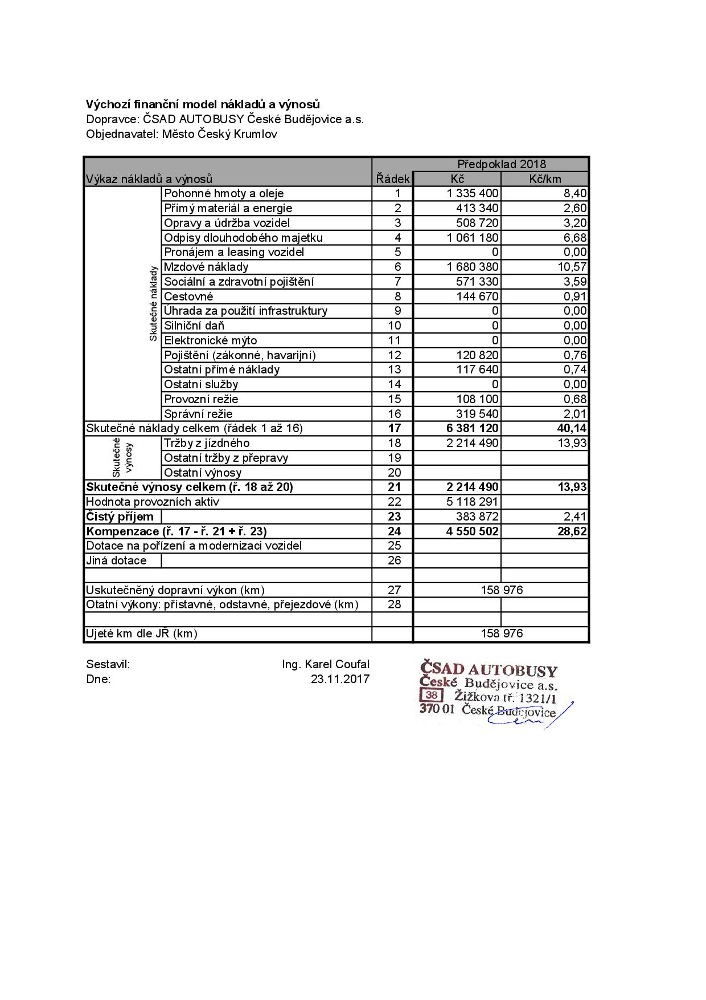 Výchozí finanční model nákladů a výnosů
Dopravce: ČSAD AUTOBUSY České Budějovice a.s.
Objednavatel: Město Český Krumlov
Předpoklad 2018
Výkaz nákladů a výnosů Řádek Kč Kč/km
Skutečné náklady
Pohonné hmoty a oleje 1 1 335 400 8,40
Přímý materiál a energie 2 413 340 2,60
Opravy a údržba vozidel 3 508 720 3,20
Odpisy dlouhodobého majetku 4 1 061 180 6,68
Pronájem a leasing vozidel 5 0 0,00
Mzdové náklady 6 1 680 380 10,57
Sociální a zdravotní pojištění 7 571 330 3,59
Cestovné 8 144 670 0,91
Úhrada za použití infrastruktury 9 0 0,00
Silniční daň 10 0 0,00
Elektronické mýto 11 0 0,00
Pojištění (zákonné, havarijní) 12 120 820 0,76
Ostatní přímé náklady 13 117 640 0,74
Ostatní služby 14 0 0,00
Provozní režie 15 108 100 0,68
Správní režie 16 319 540 2,01
Skutečné náklady celkem (řádek 1 až 16) 17 6 381 120 40,14
Skutečné
výnosy
Tržby z jízdného 18 2 214 490 13,93
Ostatní tržby z přepravy 19
Ostatní výnosy 20
Skutečné výnosy celkem (ř. 18 až 20) 21 2 214 490 13,93
Hodnota provozních aktiv 22 5 118 291
Čistý příjem 23 383 872 2,41
Kompenzace (ř. 17 - ř. 21 + ř. 23) 24 4 550 502 28,62
Dotace na pořízení a modernizaci vozidel 25
Jiná dotace 26
Uskutečněný dopravní výkon (km) 27 158 976
Otatní výkony: přístavné, odstavné, přejezdové (km) 28
Ujeté km dle JŘ (km) 158 976
Sestavil: Ing. Karel Coufal
Dne: 23.11.2017
ČSAD AUTOBUSY
České Budějovice a.s.
38 Žižkova tř. 1321/1
370 01 České Budějovice